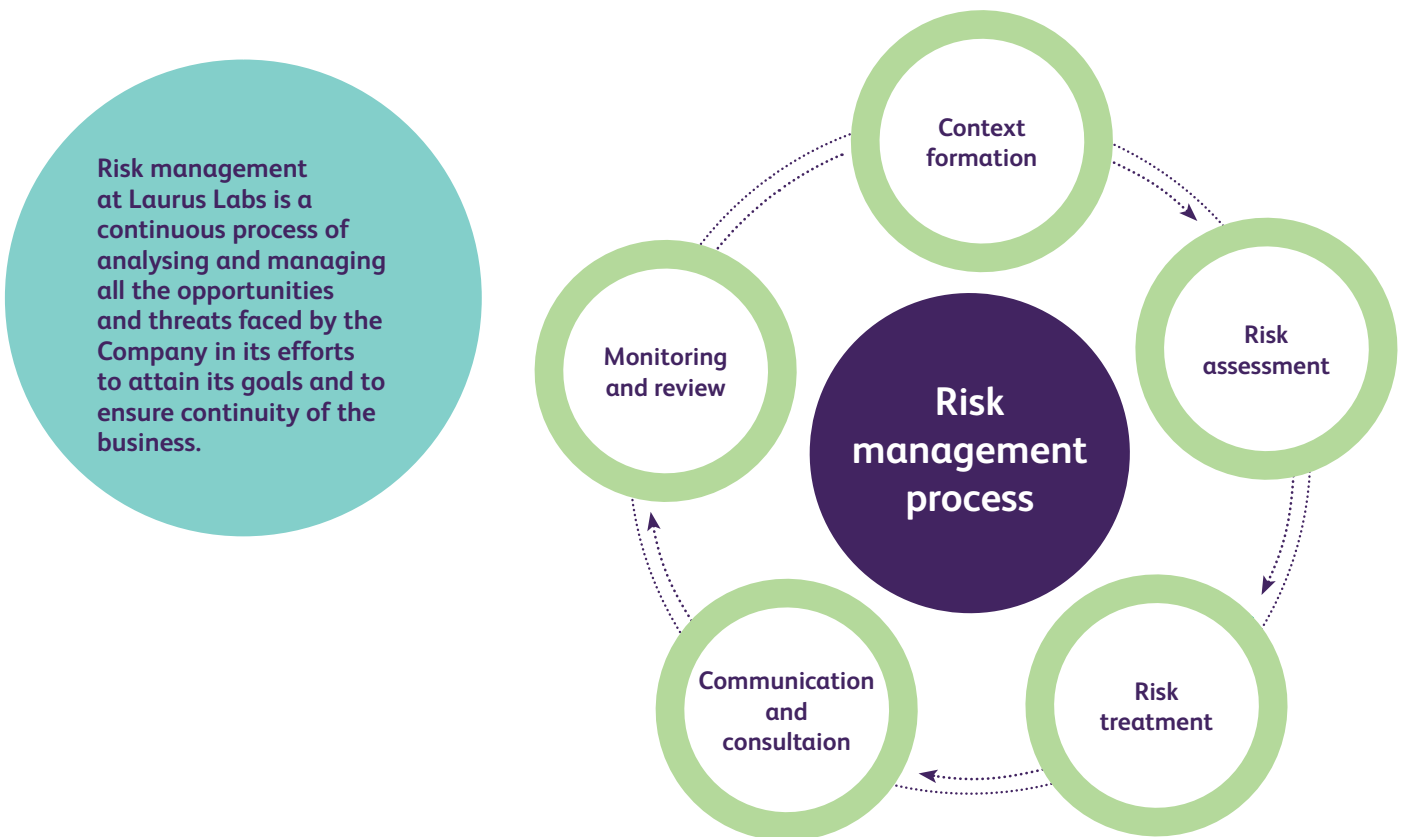 Risk management
at Laurus Labs is a
continuous process of
analysing and managing
all the opportunities
and threats faced by the
Company in its efforts
to attain its goals and to
ensure continuity of the
business.
Context
formation
Risk
assessment
Risk
treatment
Communication
and
consultaion
Monitoring
and review
Risk
management
process